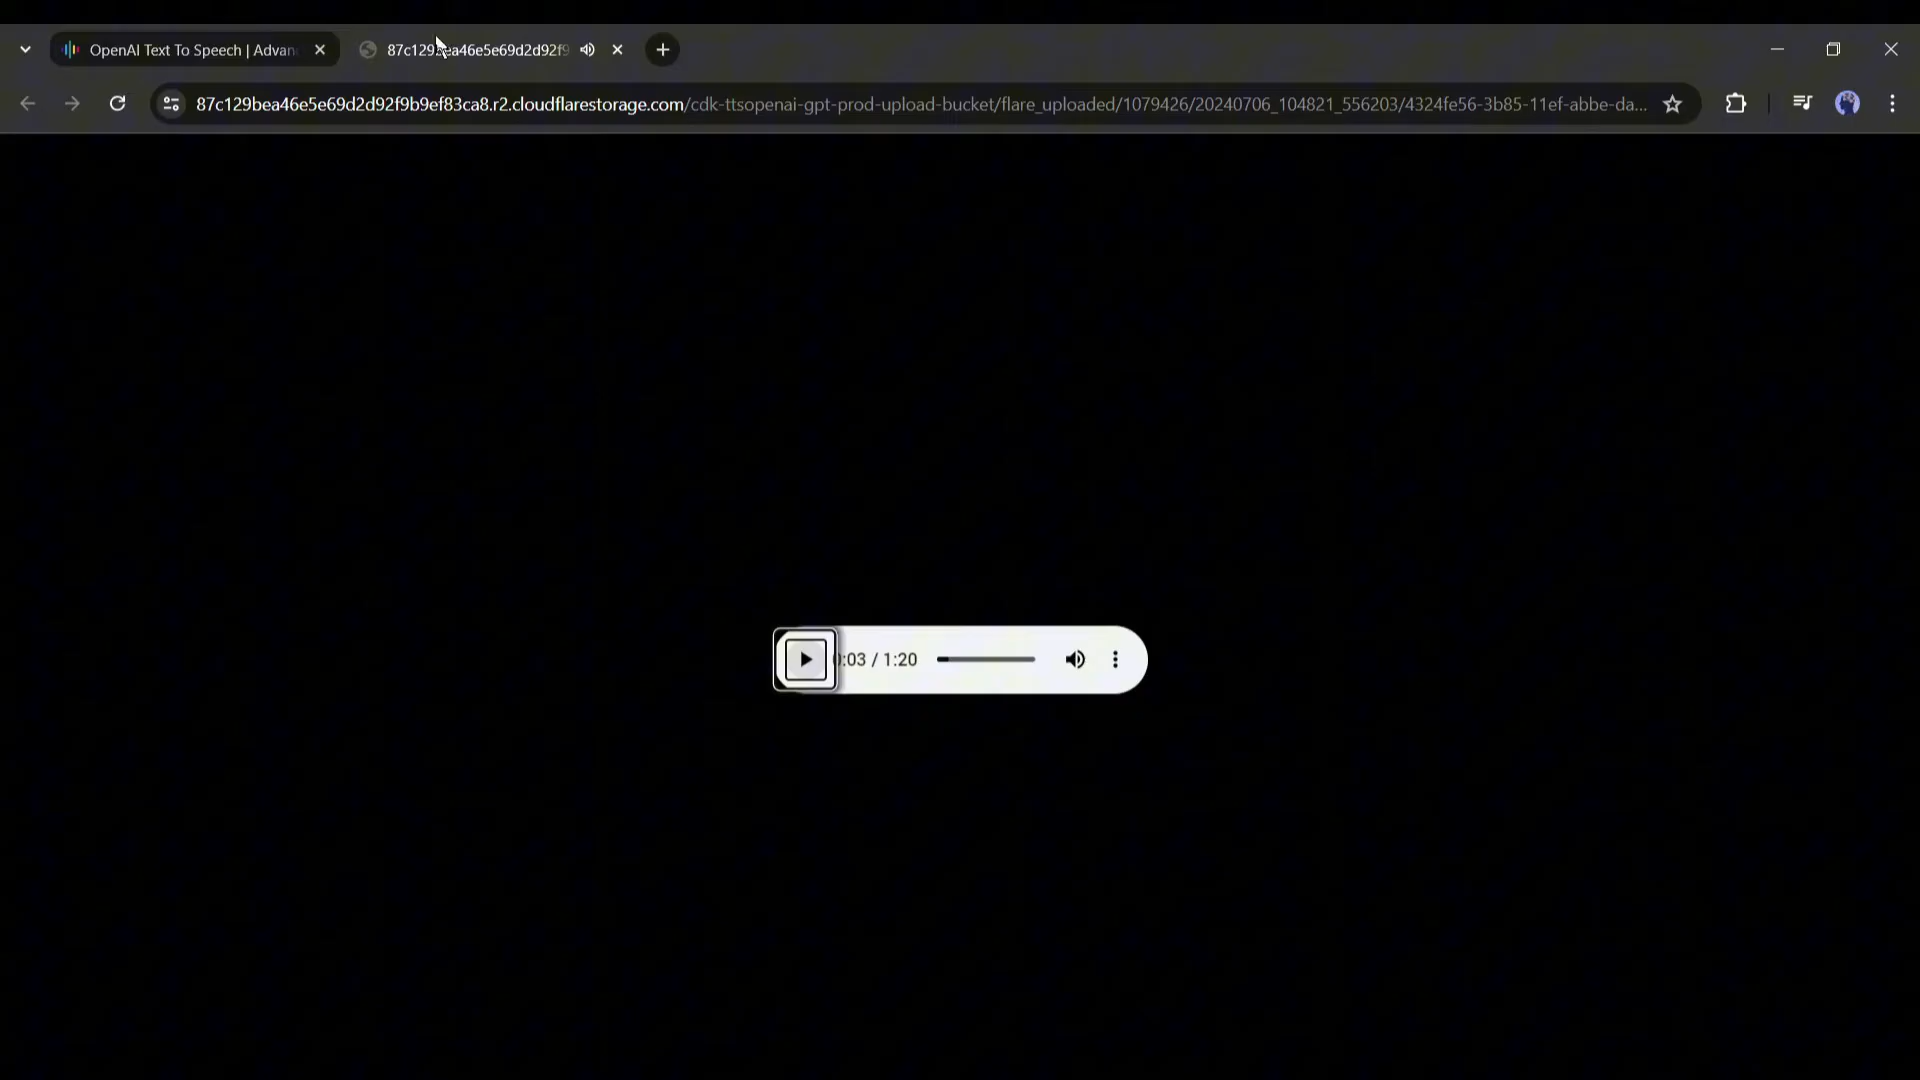 OpenAI Text To Speech | Advan
87c129bea46e5e69d2d92f9
87c129bea46e5e69d2d92f9b9ef83ca8.r2.cloudflarestorage.com/cdk-ttsopenai-gpt-prod-upload-bucket/flare_uploaded/1079426/20240706_104821_556203/4324fe56-3b85-11ef-abbe-da...
0:03 / 1:20